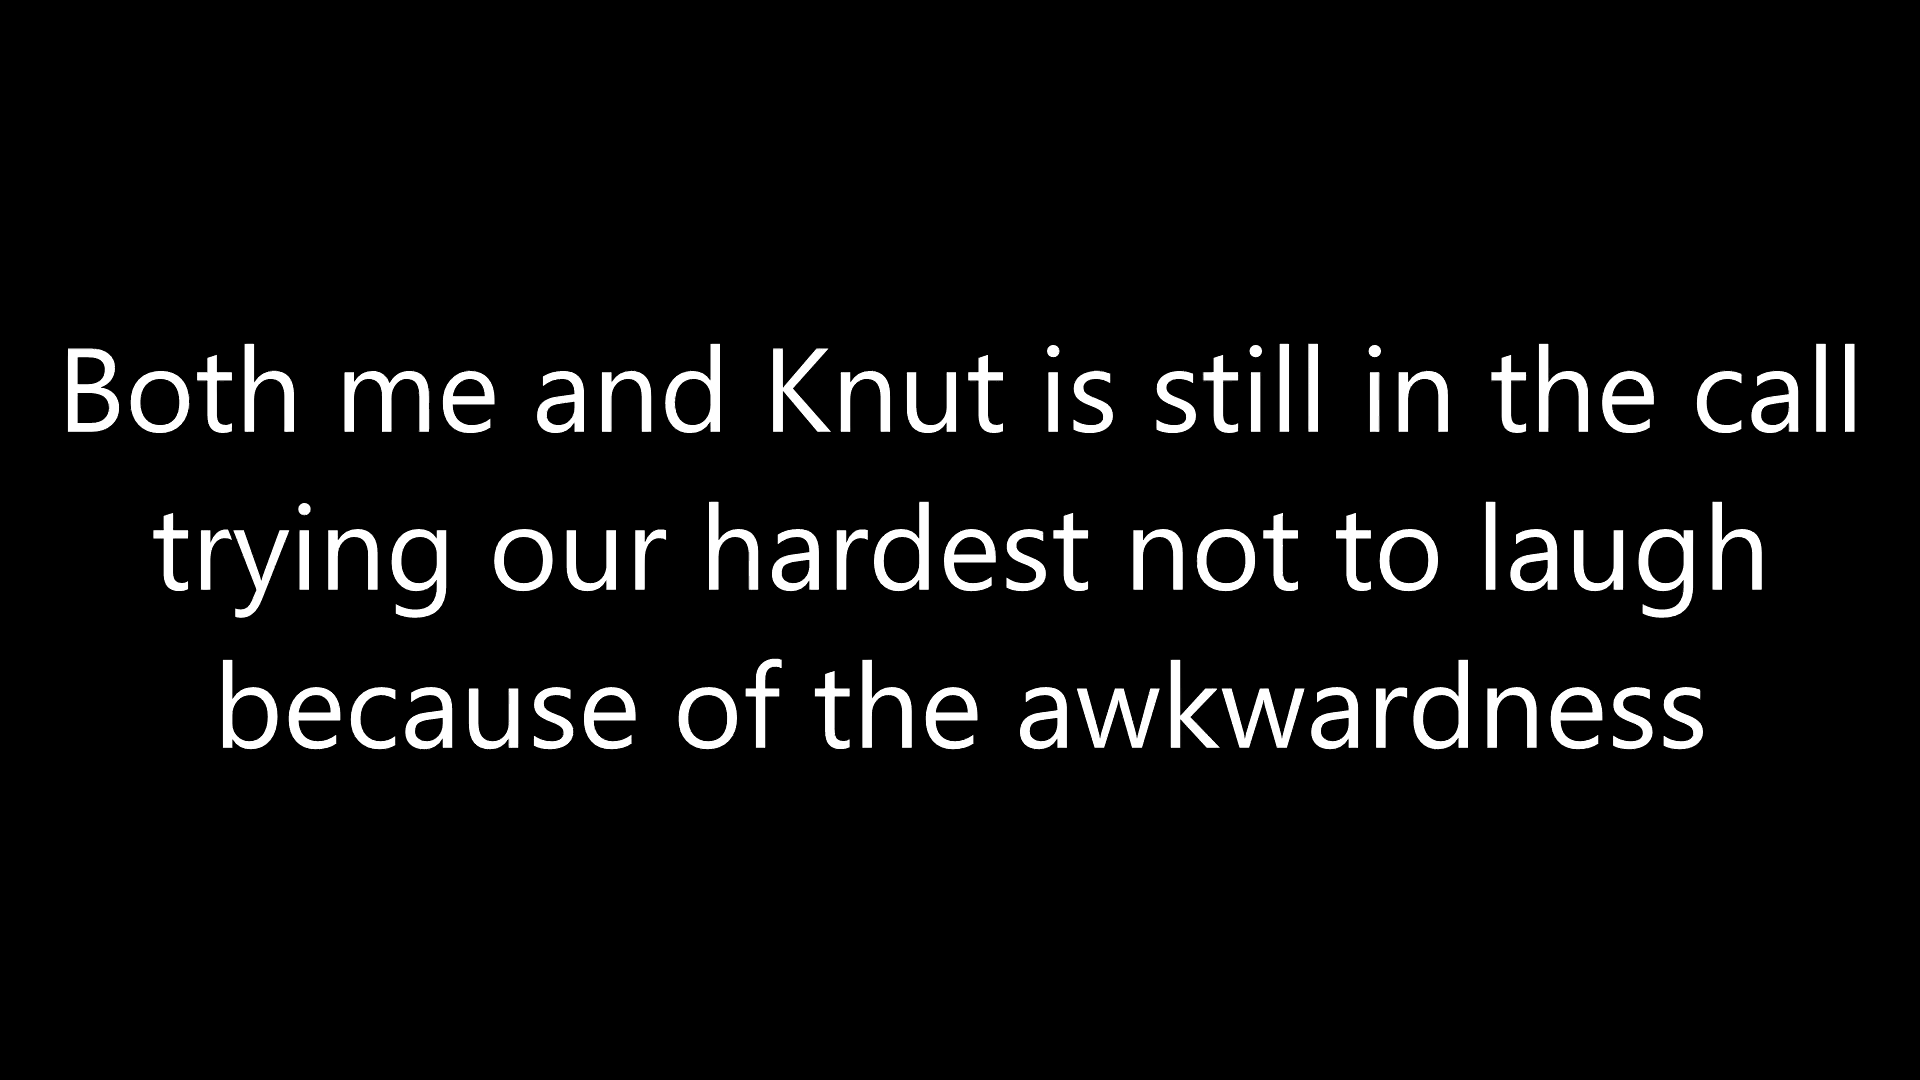 Both me and Knut is still in the call
trying our hardest not to laugh
because of the awkwardness